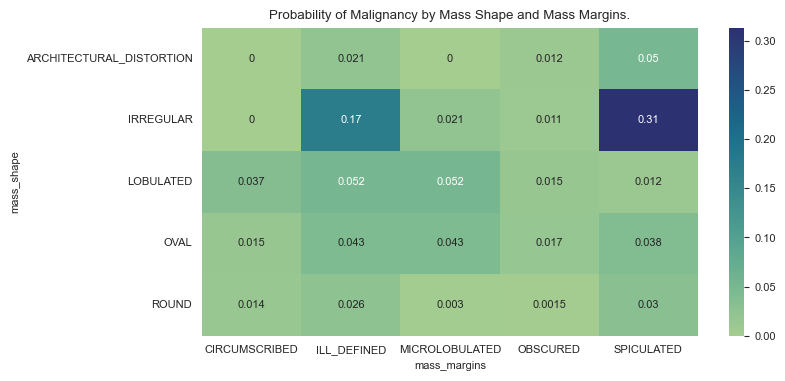 Probability of Malignancy by Mass Shape and Mass Margins.
mass_shape
ARCHITECTURAL_DISTORTION 0 0.021 0 0.012 0.05
IRREGULAR 0 0.17 0.021 0.011 0.31
LOBULATED 0.037 0.052 0.052 0.015 0.012
OVAL 0.015 0.043 0.043 0.017 0.038
ROUND 0.014 0.026 0.003 0.0015 0.03
CIRCUMSCRIBED ILL_DEFINED MICROLOBULATED OBSCURED SPICULATED
mass_margins
0.30
0.25
0.20
0.15
0.10
0.05
0.00